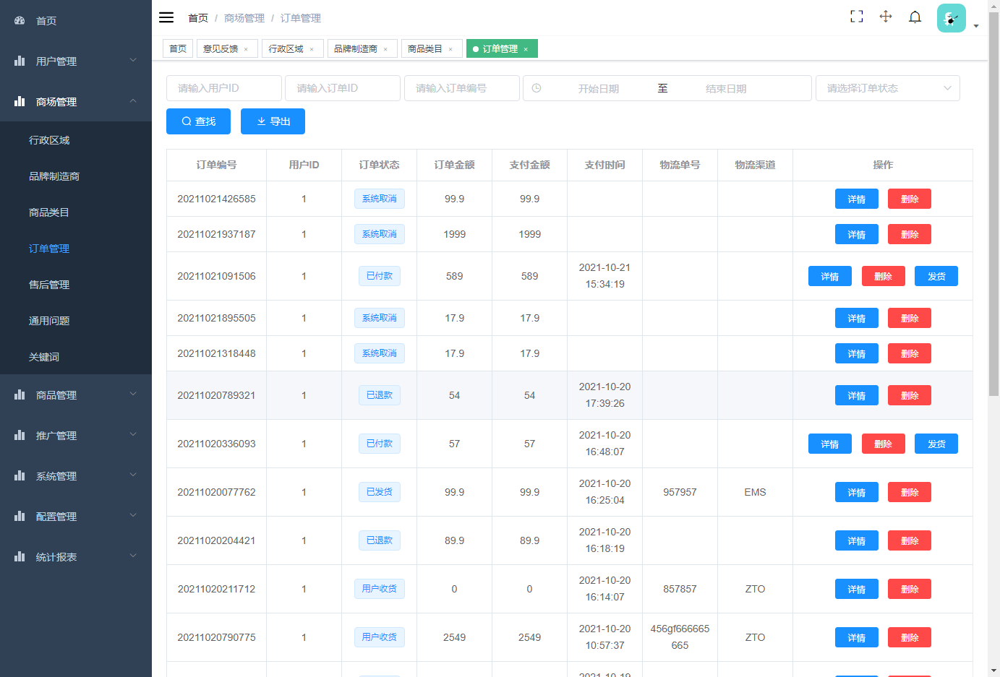 首页
用户管理
商场管理
行政区域
品牌制造商
商品类目
订单管理
售后管理
通用问题
关键词
商品管理
推广管理
系统管理
配置管理
统计报表
首页 / 商场管理 / 订单管理
首页 意见反馈 × 行政区域 × 品牌制造商 × 商品类目 × 订单管理 ×
请输入用户ID 请输入订单ID 请输入订单编号 开始日期 至 结束日期 请选择订单状态
查找 导出
订单编号 用户ID 订单状态 订单金额 支付金额 支付时间 物流单号 物流渠道 操作
20211021426585 1 系统取消 99.9 99.9 详情 删除
20211021937187 1 系统取消 1999 1999 详情 删除
20211021091506 1 已付款 589 589 2021-10-21 15:34:19 详情 删除 发货
20211021895505 1 系统取消 17.9 17.9 详情 删除
20211021318448 1 系统取消 17.9 17.9 详情 删除
20211020789321 1 已退款 54 54 2021-10-20 17:39:26 详情 删除
20211020336093 1 已付款 57 57 2021-10-20 16:48:07 详情 删除 发货
20211020077762 1 已发货 99.9 99.9 2021-10-20 16:25:04 957957 EMS 详情 删除
20211020204421 1 已退款 89.9 89.9 2021-10-20 16:18:19 详情 删除
20211020211712 1 用户收货 0 0 2021-10-20 16:14:07 857857 ZTO 详情 删除
20211020790775 1 用户收货 2549 2549 2021-10-20 10:57:37 456gf666665665 ZTO 详情 删除
2021-10-19